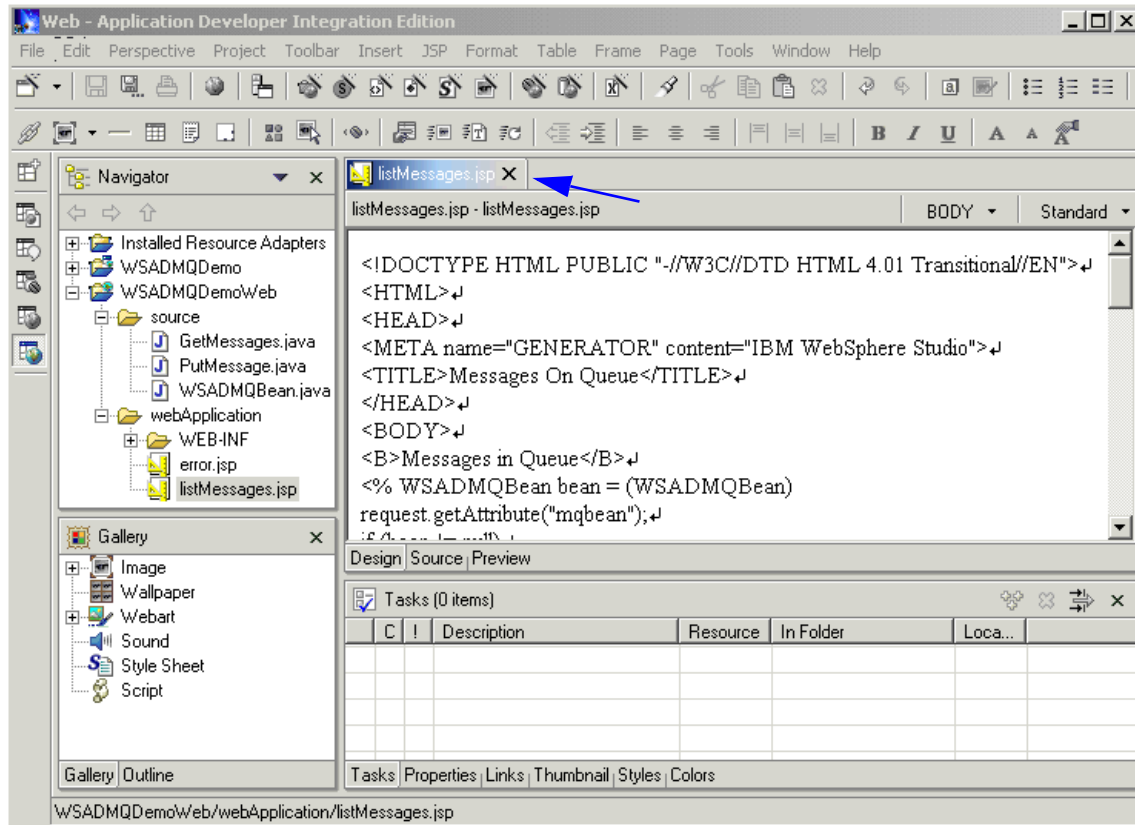 Web - Application Developer Integration Edition
File Edit Perspective Project Toolbar Insert JSP Format Table Frame Page Tools Window Help
B I U A A
Navigator
Installed Resource Adapters
WSADMQDemo
WSADMQDemoWeb
source
GetMessages.java
PutMessage.java
WSADMQBean.java
webApplication
WEB-INF
error.jsp
listMessages.jsp
Gallery
Image
Wallpaper
Webart
Sound
Style Sheet
Script
Gallery Outline
listMessages.jsp
listMessages.jsp - listMessages.jsp BODY Standard
<!DOCTYPE HTML PUBLIC "-//W3C//DTD HTML 4.01 Transitional//EN">↲
<HTML>↲
<HEAD>↲
<META name="GENERATOR" content="IBM WebSphere Studio">↲
<TITLE>Messages On Queue</TITLE>↲
</HEAD>↲
<BODY>↲
<B>Messages in Queue</B>↲
<% WSADMQBean bean = (WSADMQBean)
request.getAttribute("mqbean");↲
Design Source Preview
Tasks (0 items)
C ! Description Resource In Folder Loca...
Tasks Properties Links Thumbnail Styles Colors
WSADMQDemoWeb/webApplication/listMessages.jsp